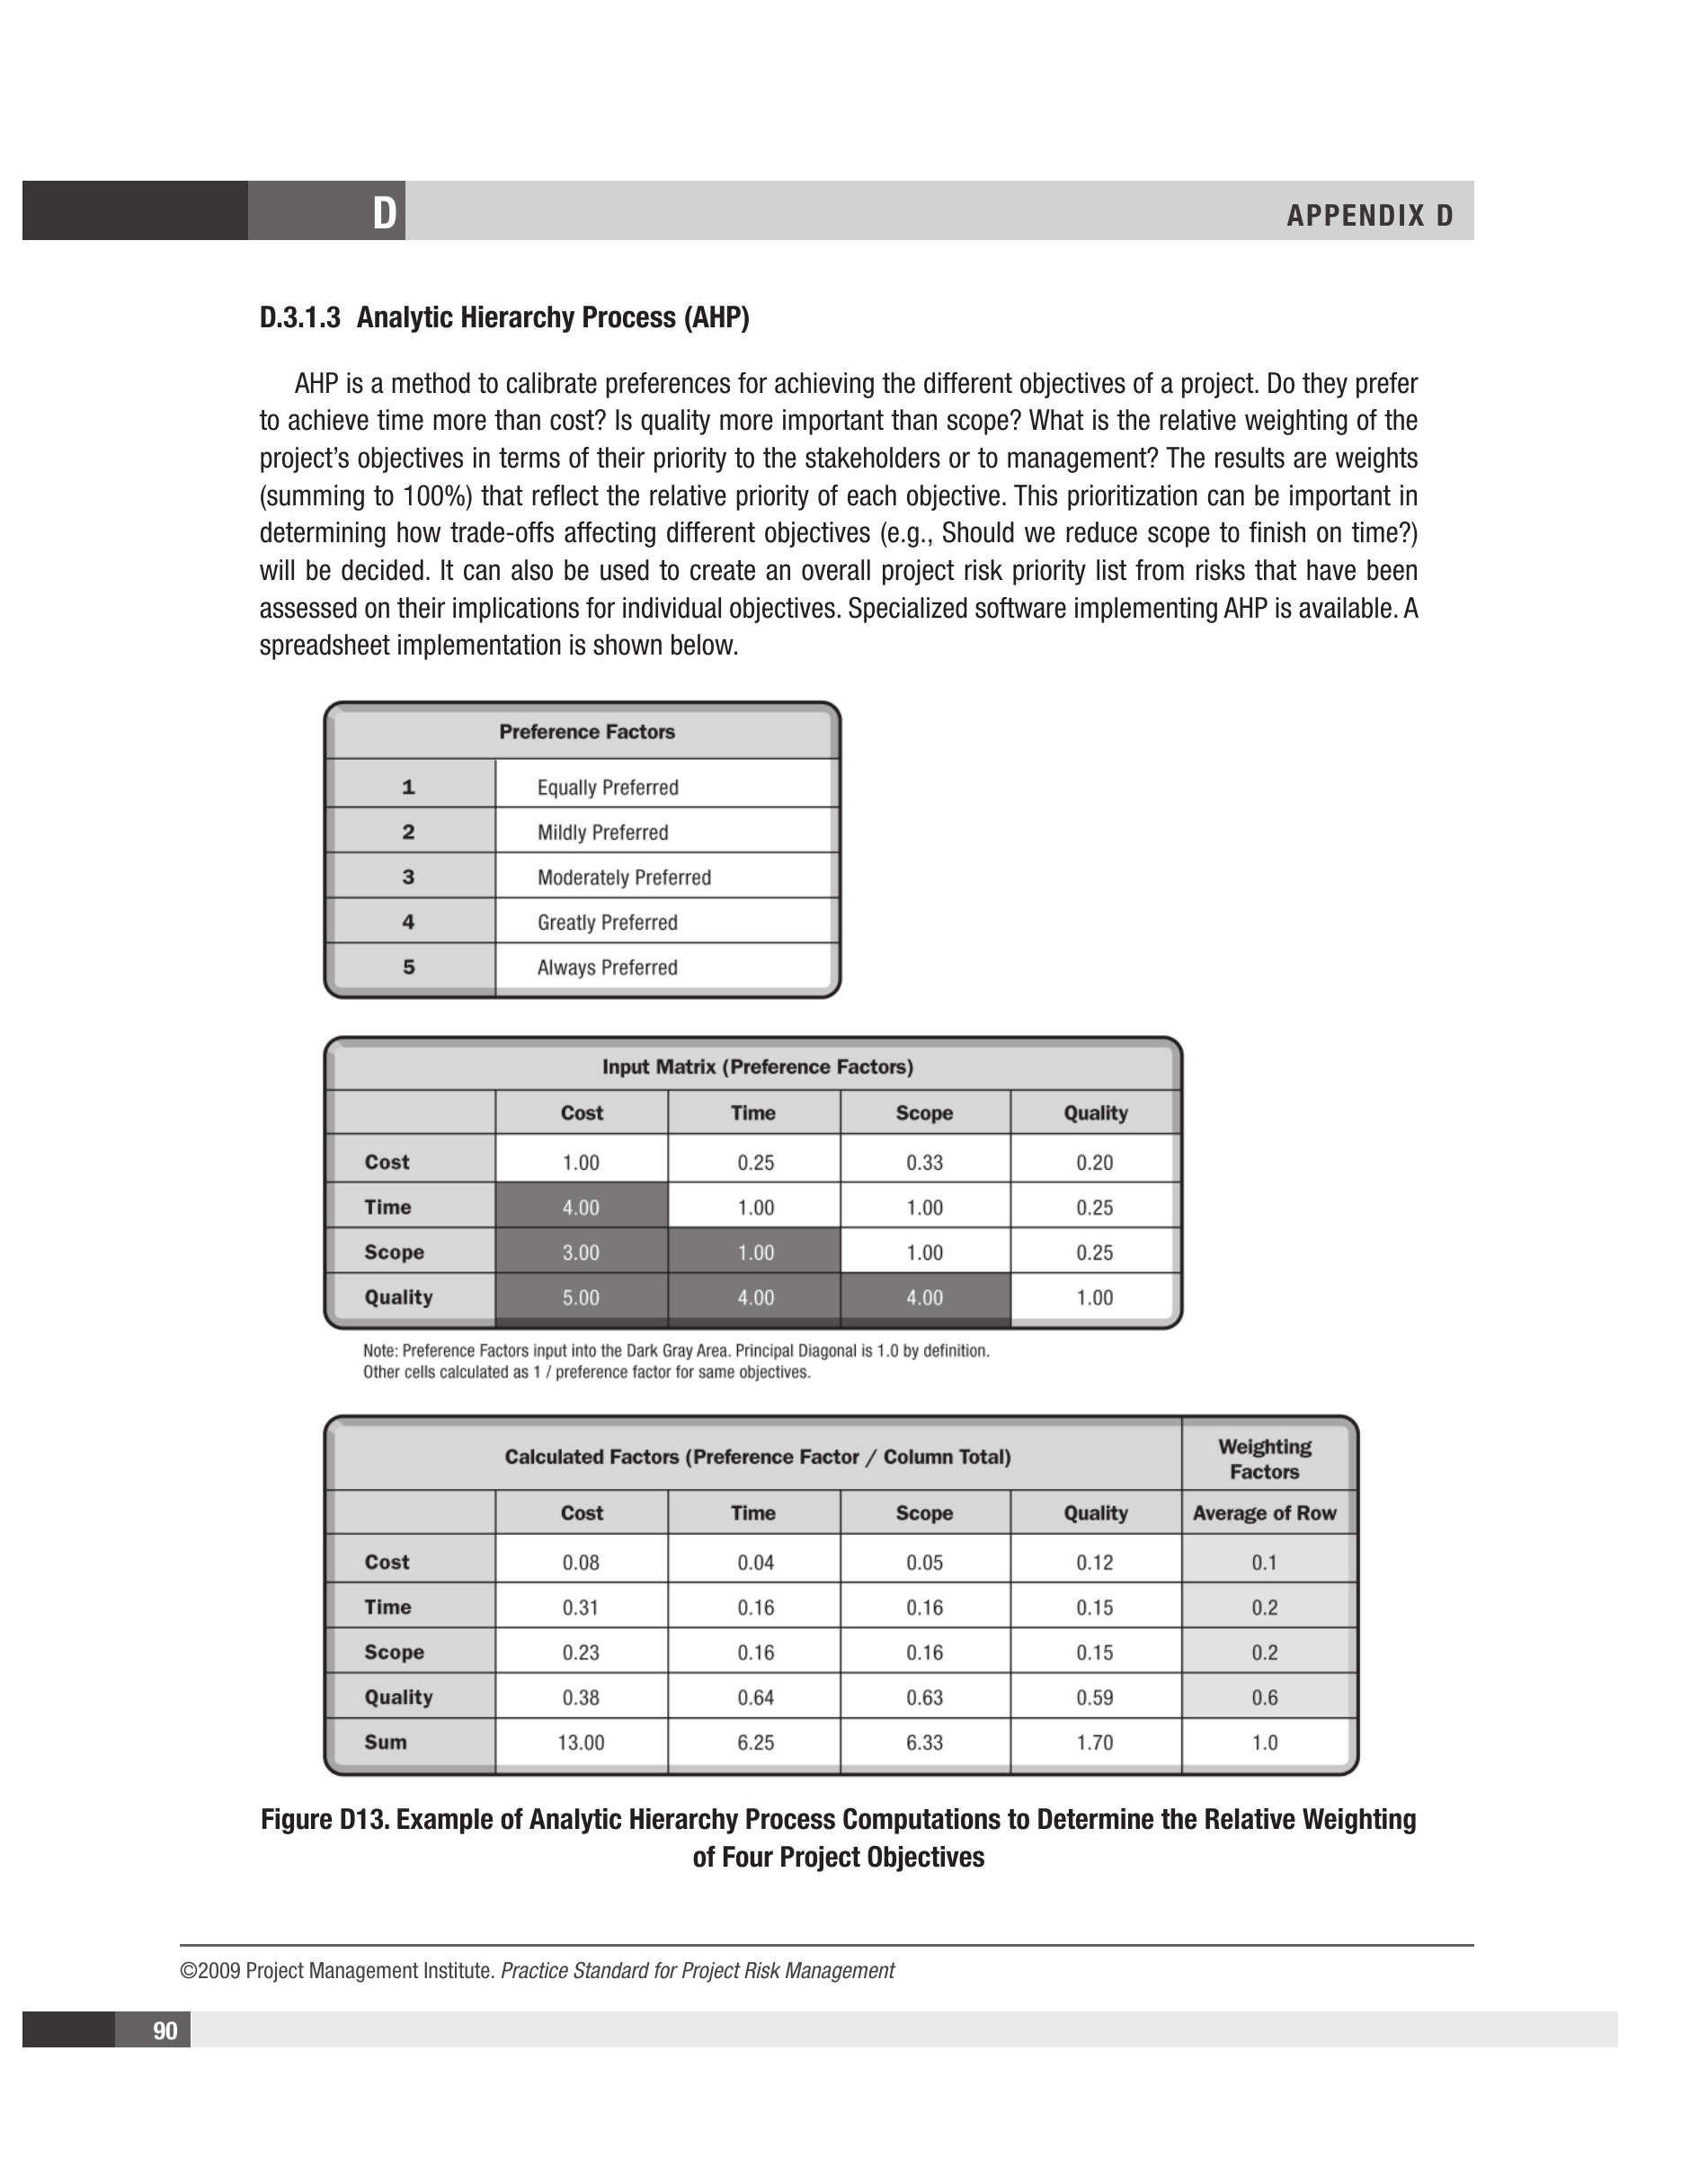 D
APPENDIX D
D.3.1.3 Analytic Hierarchy Process (AHP)
AHP is a method to calibrate preferences for achieving the different objectives of a project. Do they prefer
to achieve time more than cost? Is quality more important than scope? What is the relative weighting of the
project's objectives in terms of their priority to the stakeholders or to management? The results are weights
(summing to 100%) that reflect the relative priority of each objective. This prioritization can be important in
determining how trade-offs affecting different objectives (e.g., Should we reduce scope to finish on time?)
will be decided. It can also be used to create an overall project risk priority list from risks that have been
assessed on their implications for individual objectives. Specialized software implementing AHP is available. A
spreadsheet implementation is shown below.
Preference Factors
1 Equally Preferred
2 Mildly Preferred
3 Moderately Preferred
4 Greatly Preferred
5 Always Preferred
Input Matrix (Preference Factors)
Cost Time Scope Quality
Cost 1.00 0.25 0.33 0.20
Time 4.00 1.00 1.00 0.25
Scope 3.00 1.00 1.00 0.25
Quality 5.00 4.00 4.00 1.00
Note: Preference Factors input into the Dark Gray Area. Principal Diagonal is 1.0 by definition.
Other cells calculated as 1 / preference factor for same objectives.
Calculated Factors (Preference Factor / Column Total) Weighting
Factors
Cost Time Scope Quality Average of Row
Cost 0.08 0.04 0.05 0.12 0.1
Time 0.31 0.16 0.16 0.15 0.2
Scope 0.23 0.16 0.16 0.15 0.2
Quality 0.38 0.64 0.63 0.59 0.6
Sum 13.00 6.25 6.33 1.70 1.0
Figure D13. Example of Analytic Hierarchy Process Computations to Determine the Relative Weighting
of Four Project Objectives
©2009 Project Management Institute. Practice Standard for Project Risk Management
90